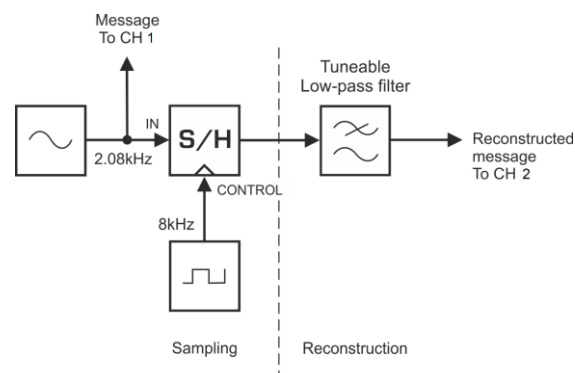 Message
To CH 1
Tuneable
Low-pass filter
IN
S/H
2.08kHz
Reconstructed
message
To CH 2
CONTROL
8kHz
Sampling
Reconstruction